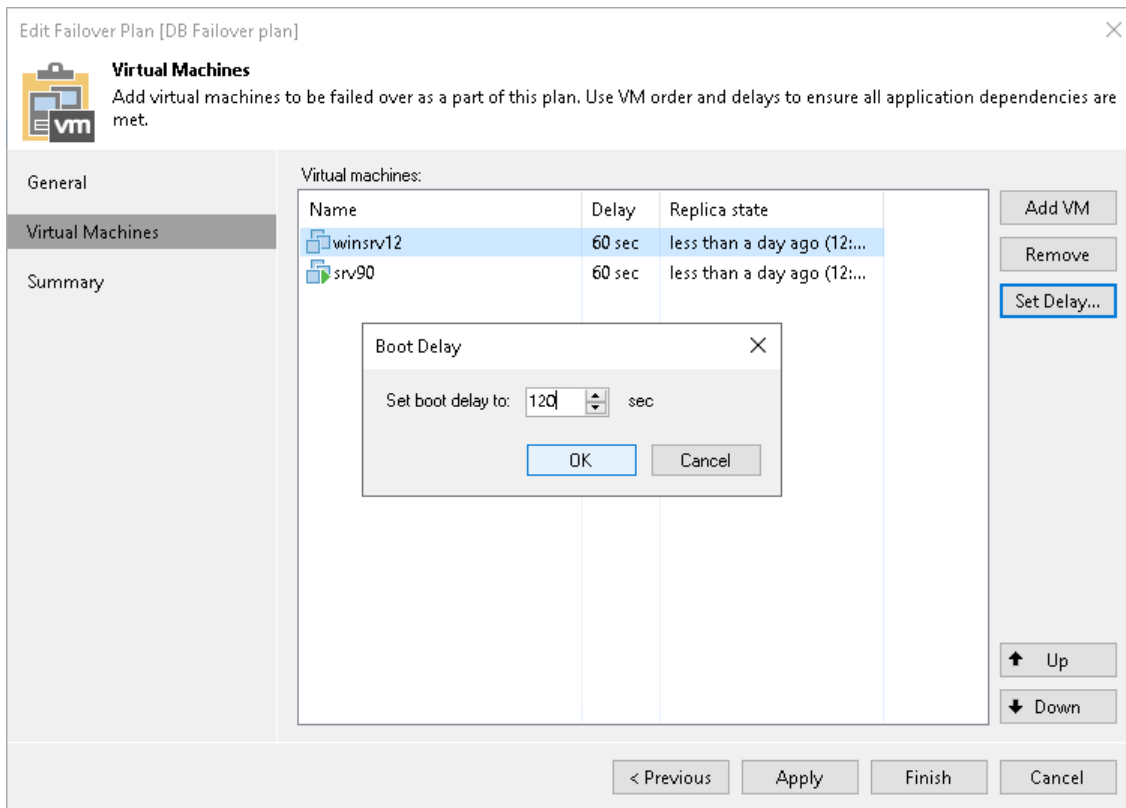 Edit Failover Plan [DB Failover plan]
Virtual Machines
Add virtual machines to be failed over as a part of this plan. Use VM order and delays to ensure all application dependencies are
met.
vm
General
Virtual Machines
Summary
Virtual machines:
Name Delay Replica state
winsrv12 60 sec less than a day ago (12:...
srv90 60 sec less than a day ago (12:...
Add VM
Remove
Set Delay...
Boot Delay
Set boot delay to: 120 sec
OK Cancel
Up
Down
< Previous Apply Finish Cancel